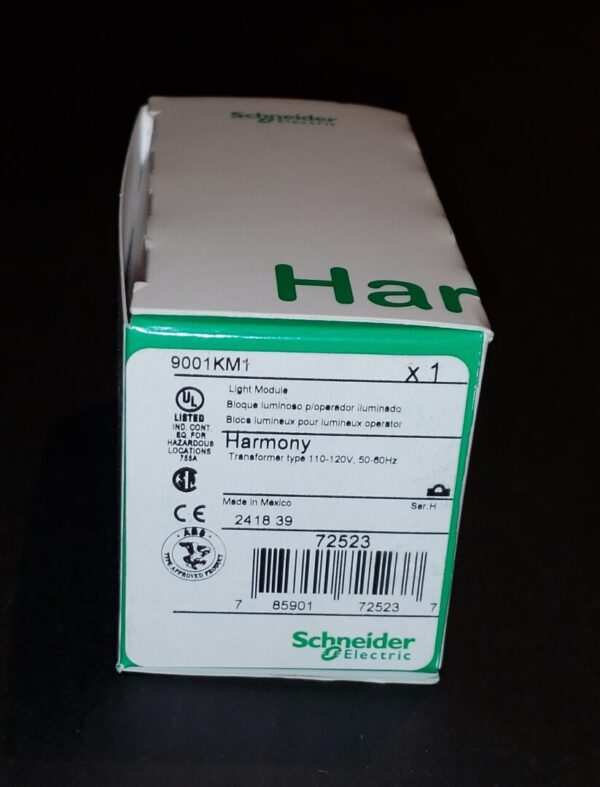 Schneider
Electric
Har
9001KM1
x 1
Light Module
Bloque luminoso p/operador iluminado
Blocs lumineux pour lumineux operator
UL
LISTED
IND. CONT.
EQ. FOR
HAZARDOUS
LOCATIONS
Harmony
Transformer type 110-120V, 50-60Hz
Made in Mexico
Ser.H
2418 39
CE
ABS
TYPE APPROVED PRODUCT
72523
7 85901 72523 7
Schneider
Electric